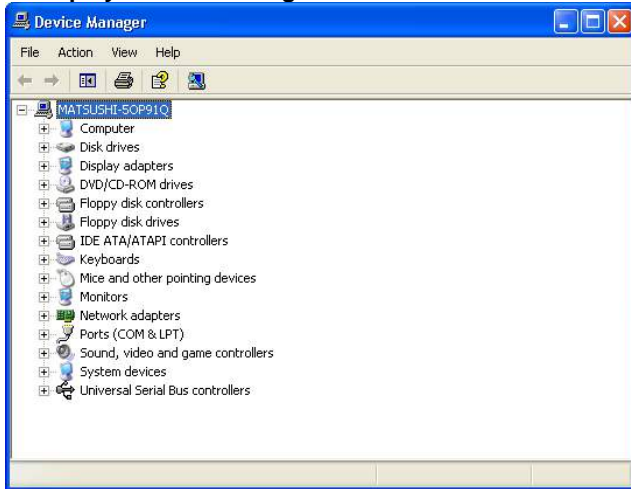 Device Manager
File Action View Help
MATSUSHI-5OP91Q
Computer
Disk drives
Display adapters
DVD/CD-ROM drives
Floppy disk controllers
Floppy disk drives
IDE ATA/ATAPI controllers
Keyboards
Mice and other pointing devices
Monitors
Network adapters
Ports (COM & LPT)
Sound, video and game controllers
System devices
Universal Serial Bus controllers